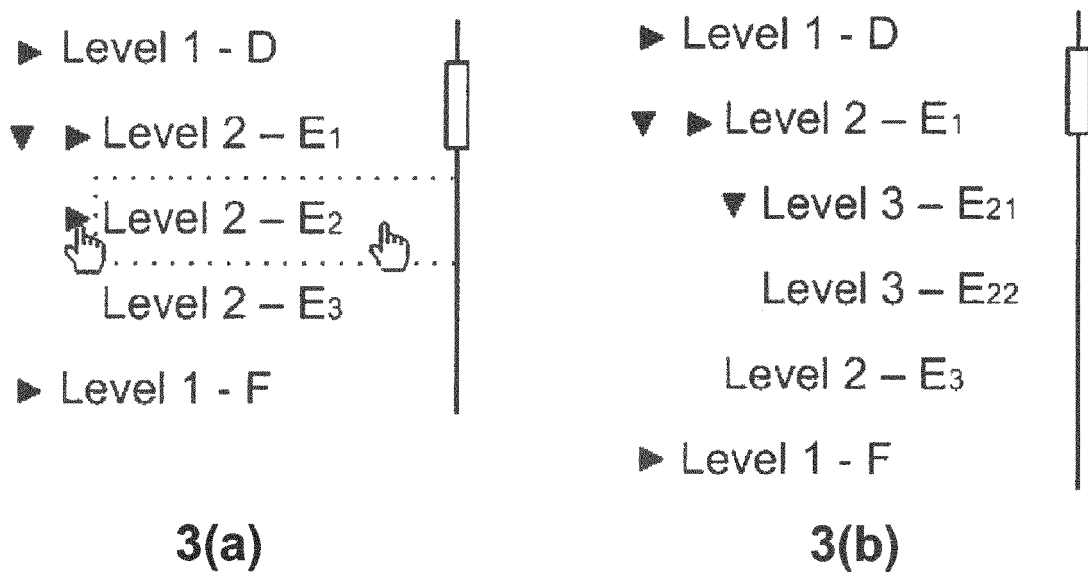 ► Level 1 - D
▼ ► Level 2 – E1
► Level 2 – E2
Level 2 – E3
► Level 1 - F
3(a)
► Level 1 - D
▼ ► Level 2 – E1
▼ Level 3 – E21
Level 3 – E22
Level 2 – E3
► Level 1 - F
3(b)